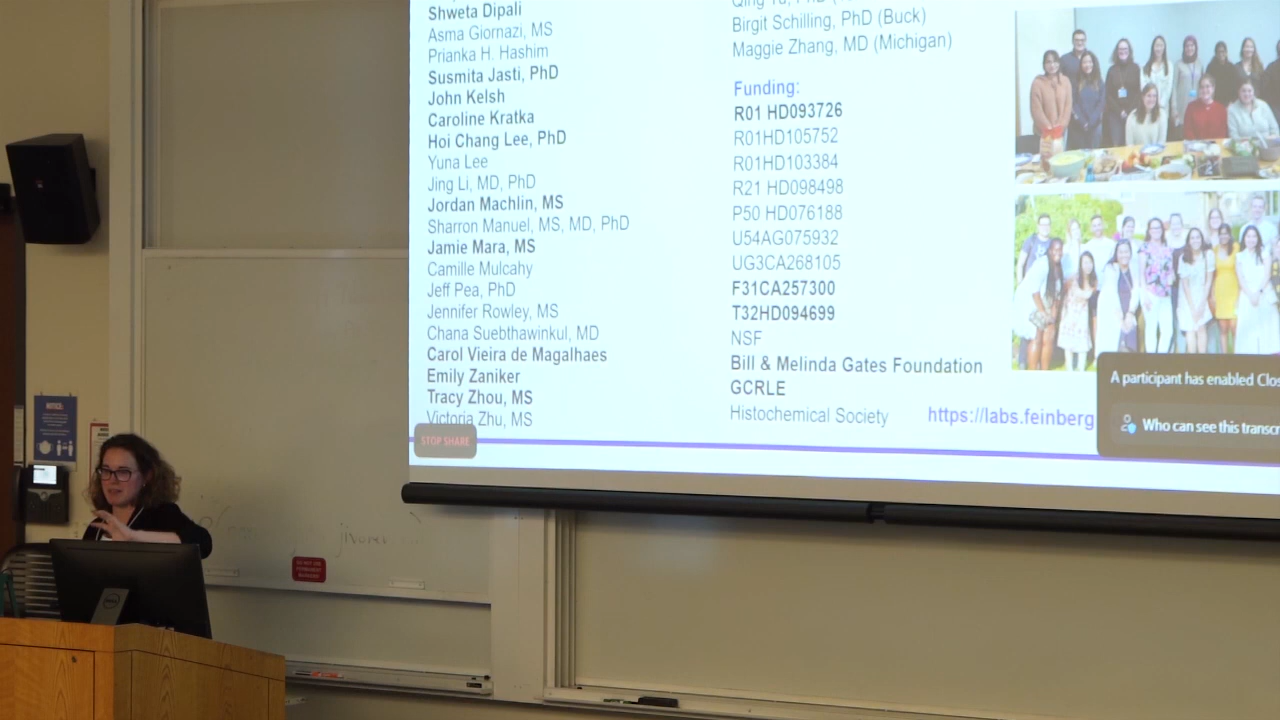 Shweta Dipali
Asma Giornazi, MS
Prianka H. Hashim
Susmita Jasti, PhD
John Kelsh
Caroline Kratka
Hoi Chang Lee, PhD
Yuna Lee
Jing Li, MD, PhD
Jordan Machlin, MS
Sharron Manuel, MS, MD, PhD
Jamie Mara, MS
Camille Mulcahy
Jeff Pea, PhD
Jennifer Rowley, MS
Chana Suebthawinkul, MD
Carol Vieira de Magalhaes
Emily Zaniker
Tracy Zhou, MS
Victoria Zhu, MS
Birgit Schilling, PhD (Buck)
Maggie Zhang, MD (Michigan)
Funding:
R01 HD093726
R01HD105752
R01HD103384
R21 HD098498
P50 HD076188
U54AG075932
UG3CA268105
F31CA257300
T32HD094699
NSF
Bill & Melinda Gates Foundation
GCRLE
Histochemical Society
https://labs.feinberg
A participant has enabled Clos
Who can see this transcr
STOP SHARE
NOTICE:
DELL